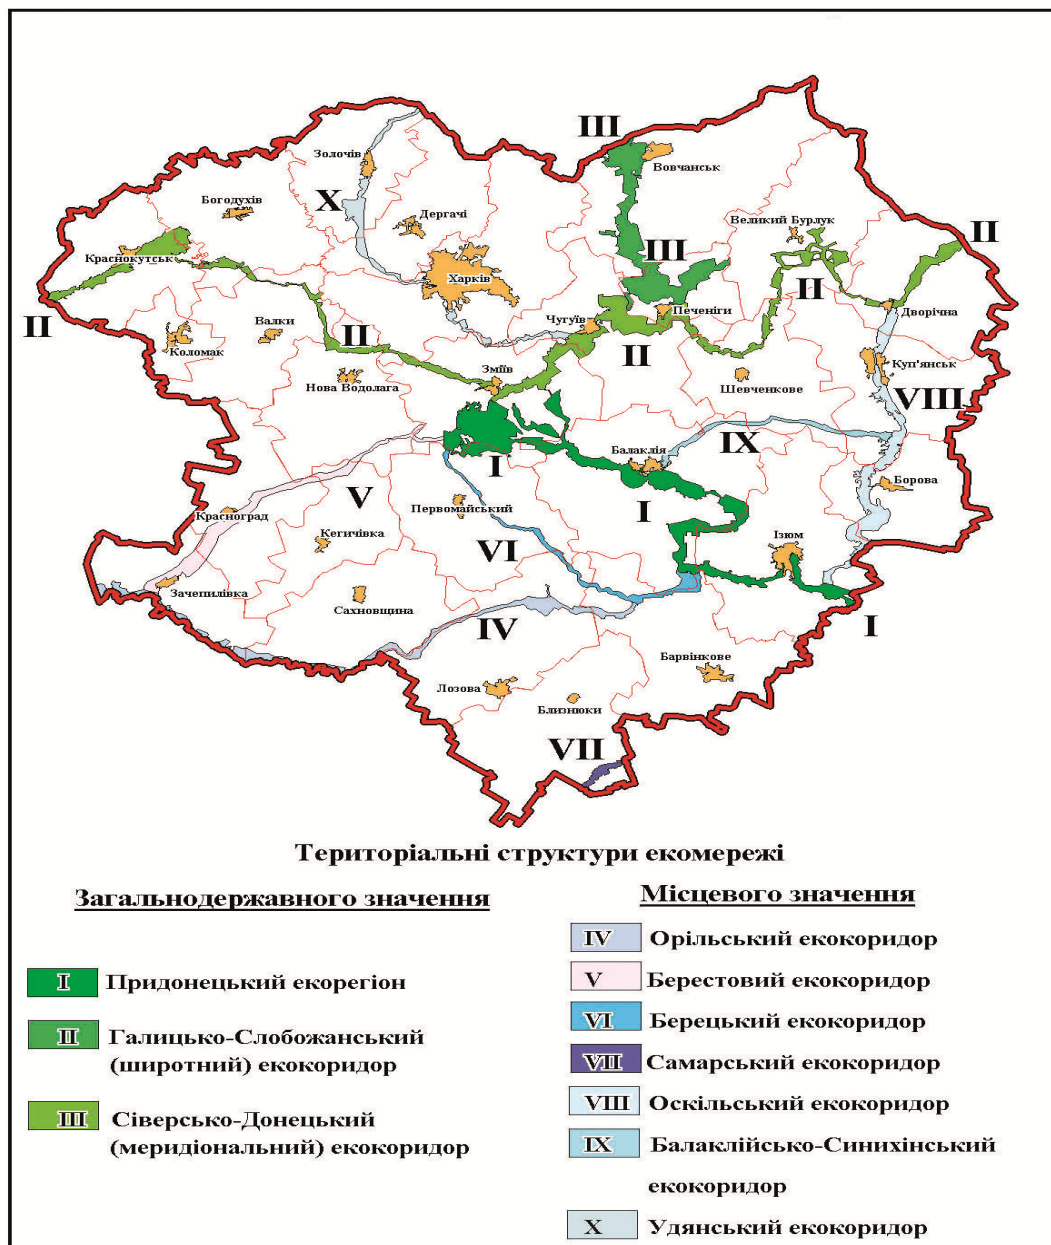 III
Вовчанськ
Золочів
X
Богодухів
Дергачі
Великий Бурлук
II
III
Краснокутськ
Харків
II
Печеніги
Дворічна
II
Чугуїв
Валки
II
II
Коломак
Куп'янськ
Зміїв
Нова Водолага
Шевченкове
VIII
IX
Балаклія
I
V
Борова
Красноград
Первомайський
I
Кегичівка
Ізюм
VI
Зачепилівка
Сахновщина
IV
I
Барвінкове
Лозова
Близнюки
VII
Територіальні структури екомережі
Загальнодержавного значення
I Придонецький екорегіон
II Галицько-Слобожанський
(широтний) екокоридор
III Сіверсько-Донецький
(меридіональний) екокоридор
Місцевого значення
IV Орільський екокоридор
V Берестовий екокоридор
VI Берецький екокоридор
VII Самарський екокоридор
VIII Оскільський екокоридор
IX Балаклійсько-Синихінський
екокоридор
X Удянський екокоридор